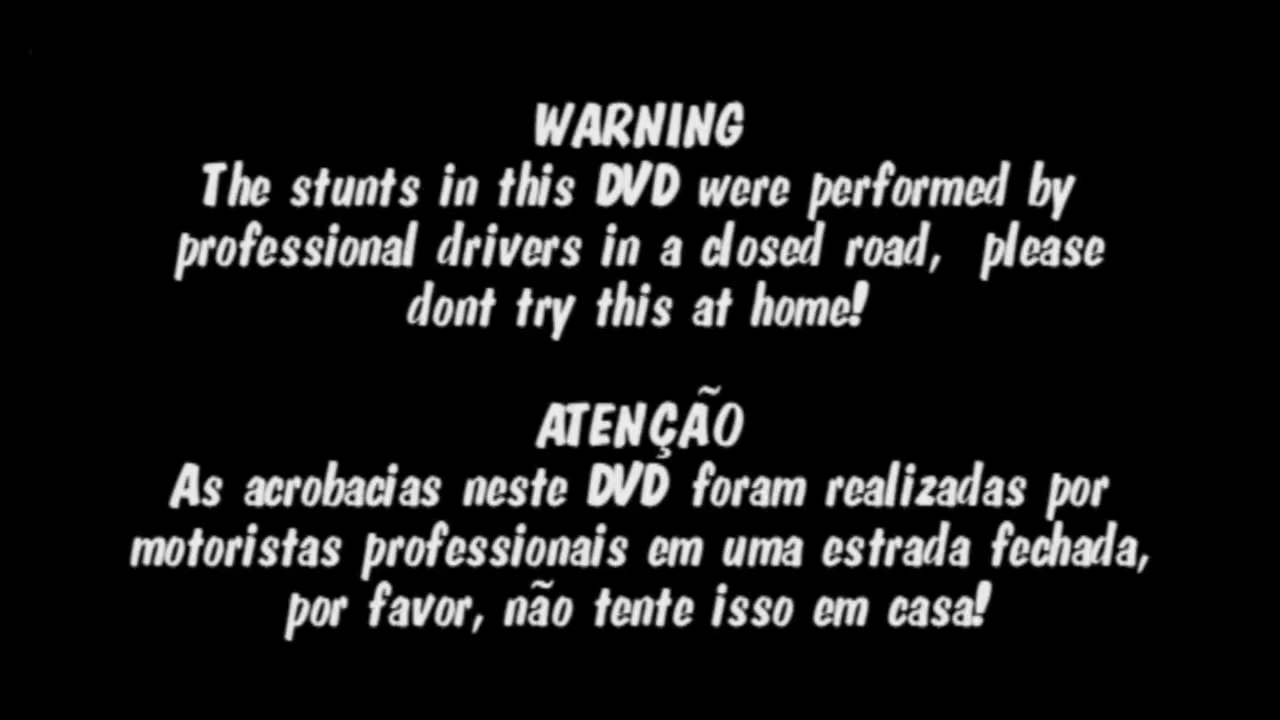 WARNING
The stunts in this DVD were performed by
professional drivers in a closed road, please
dont try this at home!
ATENÇÃO
As acrobacias neste DVD foram realizadas por
motoristas professionais em uma estrada fechada,
por favor, não tente isso em casa!